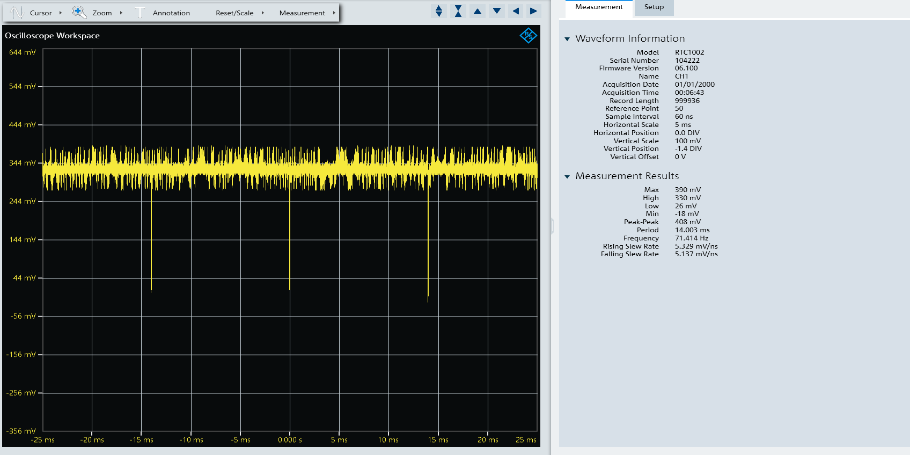 Cursor Zoom Annotation Reset/Scale Measurement
Measurement Setup
Oscilloscope Workspace
644 mV
544 mV
444 mV
344 mV
244 mV
144 mV
44 mV
-56 mV
-156 mV
-256 mV
-356 mV
-25 ms -20 ms -15 ms -10 ms -5 ms 0.000 s 5 ms 10 ms 15 ms 20 ms 25 ms
Waveform Information
Model RTC1002
Serial Number 104222
Firmware Version 06.100
Name CH1
Acquisition Date 01/01/2000
Acquisition Time 00:06:43
Record Length 999936
Reference Point 50
Sample Interval 60 ns
Horizontal Scale 5 ms
Horizontal Position 0.0 DIV
Vertical Scale 100 mV
Vertical Position -1.4 DIV
Vertical Offset 0 V
Measurement Results
Max 390 mV
High 330 mV
Low 26 mV
Min -18 mV
Peak-Peak 408 mV
Period 14.003 ms
Frequency 71.414 Hz
Rising Slew Rate 5.329 mV/ns
Falling Slew Rate 5.137 mV/ns